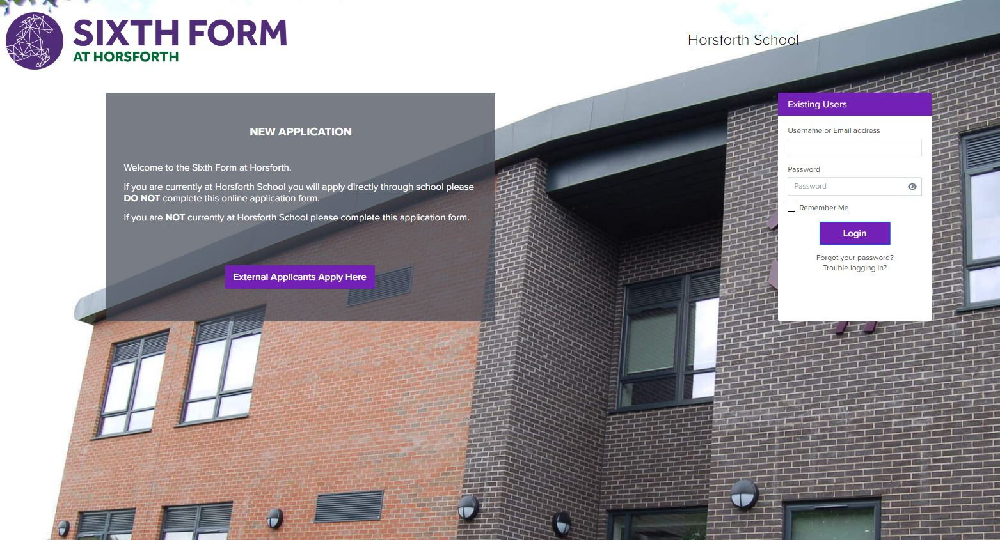 SIXTH FORM
AT HORSFORTH
Horsforth School
NEW APPLICATION
Welcome to the Sixth Form at Horsforth.
If you are currently at Horsforth School you will apply directly through school please
DO NOT complete this online application form.
If you are NOT currently at Horsforth School please complete this application form.
External Applicants Apply Here
Existing Users
Username or Email address
Password
Password
Remember Me
Login
Forgot your password?
Trouble logging in?